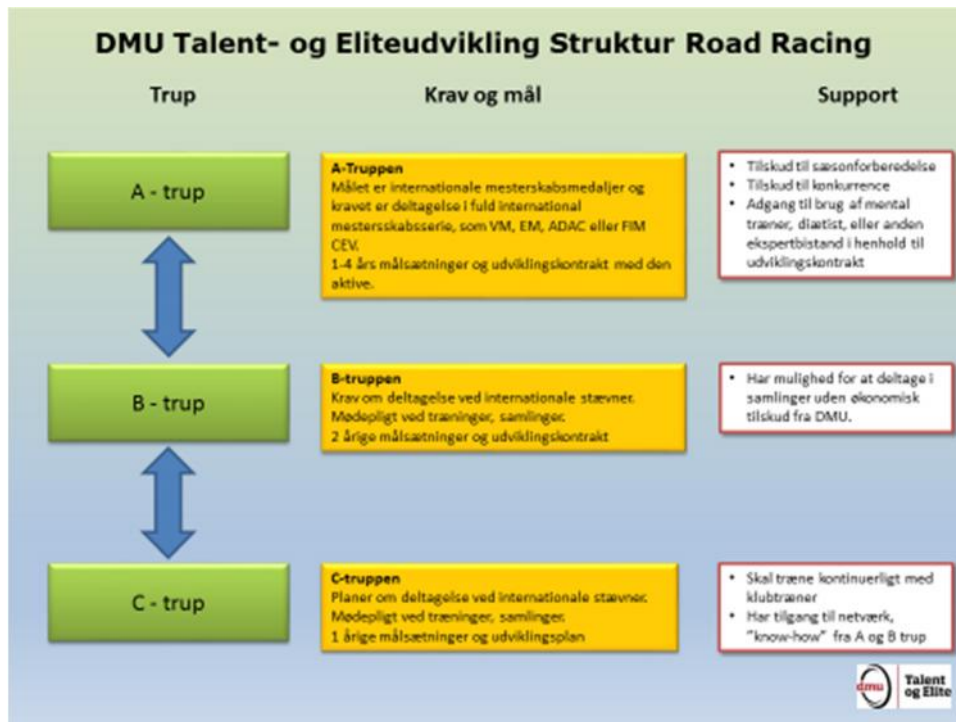 DMU Talent- og Eliteudvikling Struktur Road Racing
Trup
Krav og mål
Support
A - trup
A-Truppen
Målet er internationale mesterskabsmedaljer og
kravet er deltagelse i fuld international
mestersskabsserie, som VM, EM, ADAC eller FIM
CEV.
1-4 års målsætninger og udviklingskontrakt med den
aktive.
• Tilskud til sæsonforberedelse
• Tilskud til konkurrence
• Adgang til brug af mental
træner, diætist, eller anden
ekspertbistand i henhold til
udviklingskontrakt
B - trup
B-truppen
Krav om deltagelse ved internationale stævner.
Mødepligt ved træninger, samlinger.
2 årige målsætninger og udviklingskontrakt
• Har mulighed for at deltage i
samlinger uden økonomisk
tilskud fra DMU.
C - trup
C-truppen
Planer om deltagelse ved internationale stævner.
Mødepligt ved træninger, samlinger.
1 årige målsætninger og udviklingsplan
• Skal træne kontinuerligt med
klubtræner
• Har tilgang til netværk,
"know-how" fra A og B trup
dmu
Talent
og Elite